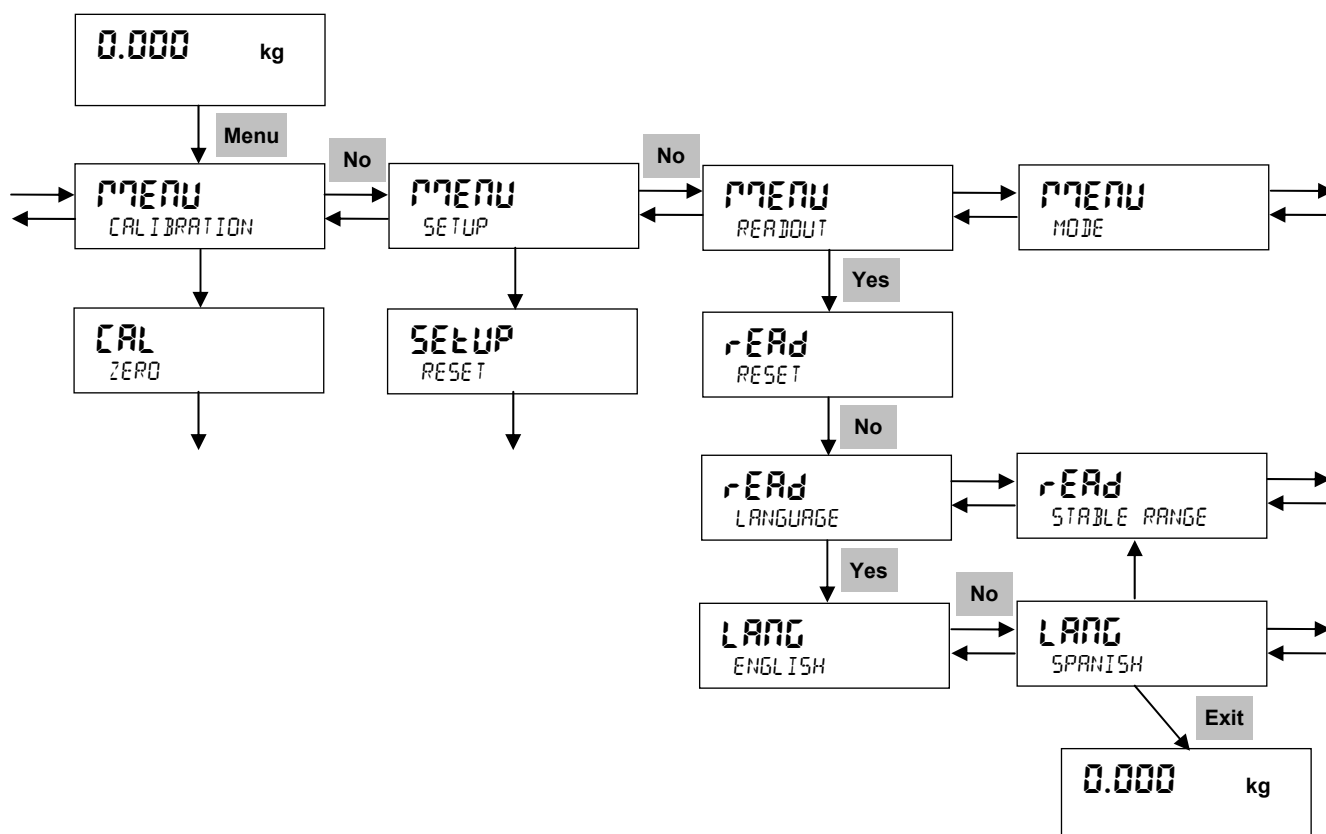 0.000 kg
Menu
No
No
MENU
CALIBRATION
MENU
SETUP
MENU
READOUT
MENU
MODE
Yes
CAL
ZERO
SEtUP
RESET
rEAd
RESET
No
rEAd
LANGUAGE
rEAd
STABLE RANGE
Yes
No
LANG
ENGLISH
LANG
SPANISH
Exit
0.000 kg